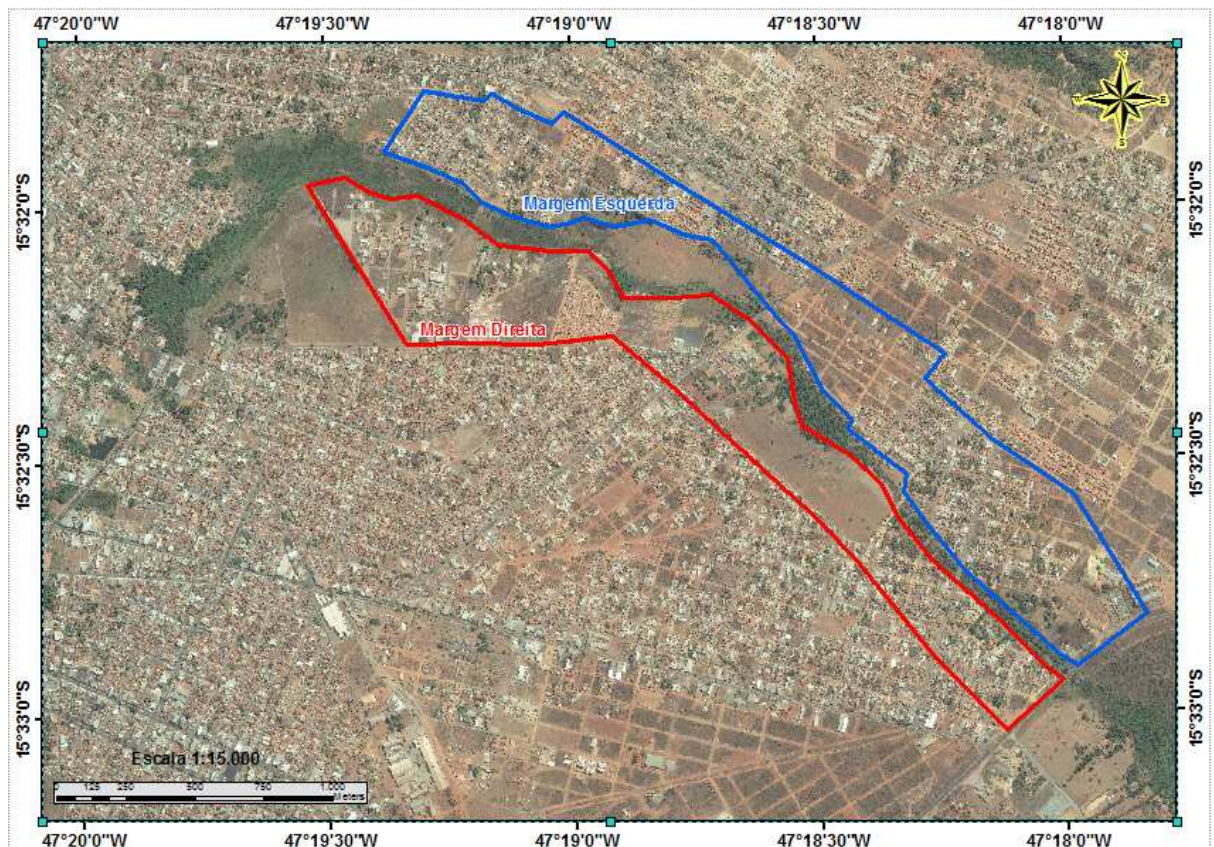 47°20'0"W 47°19'30"W 47°19'0"W 47°18'30"W 47°18'0"W
N
W E
S
15°32'0"S 15°32'0"S
Margem Esquerda
Margem Direita
15°32'30"S 15°32'30"S
15°33'0"S 15°33'0"S
Escala 1:15.000
0 125 250 500 750 1.000
Meters
47°20'0"W 47°19'30"W 47°19'0"W 47°18'30"W 47°18'0"W